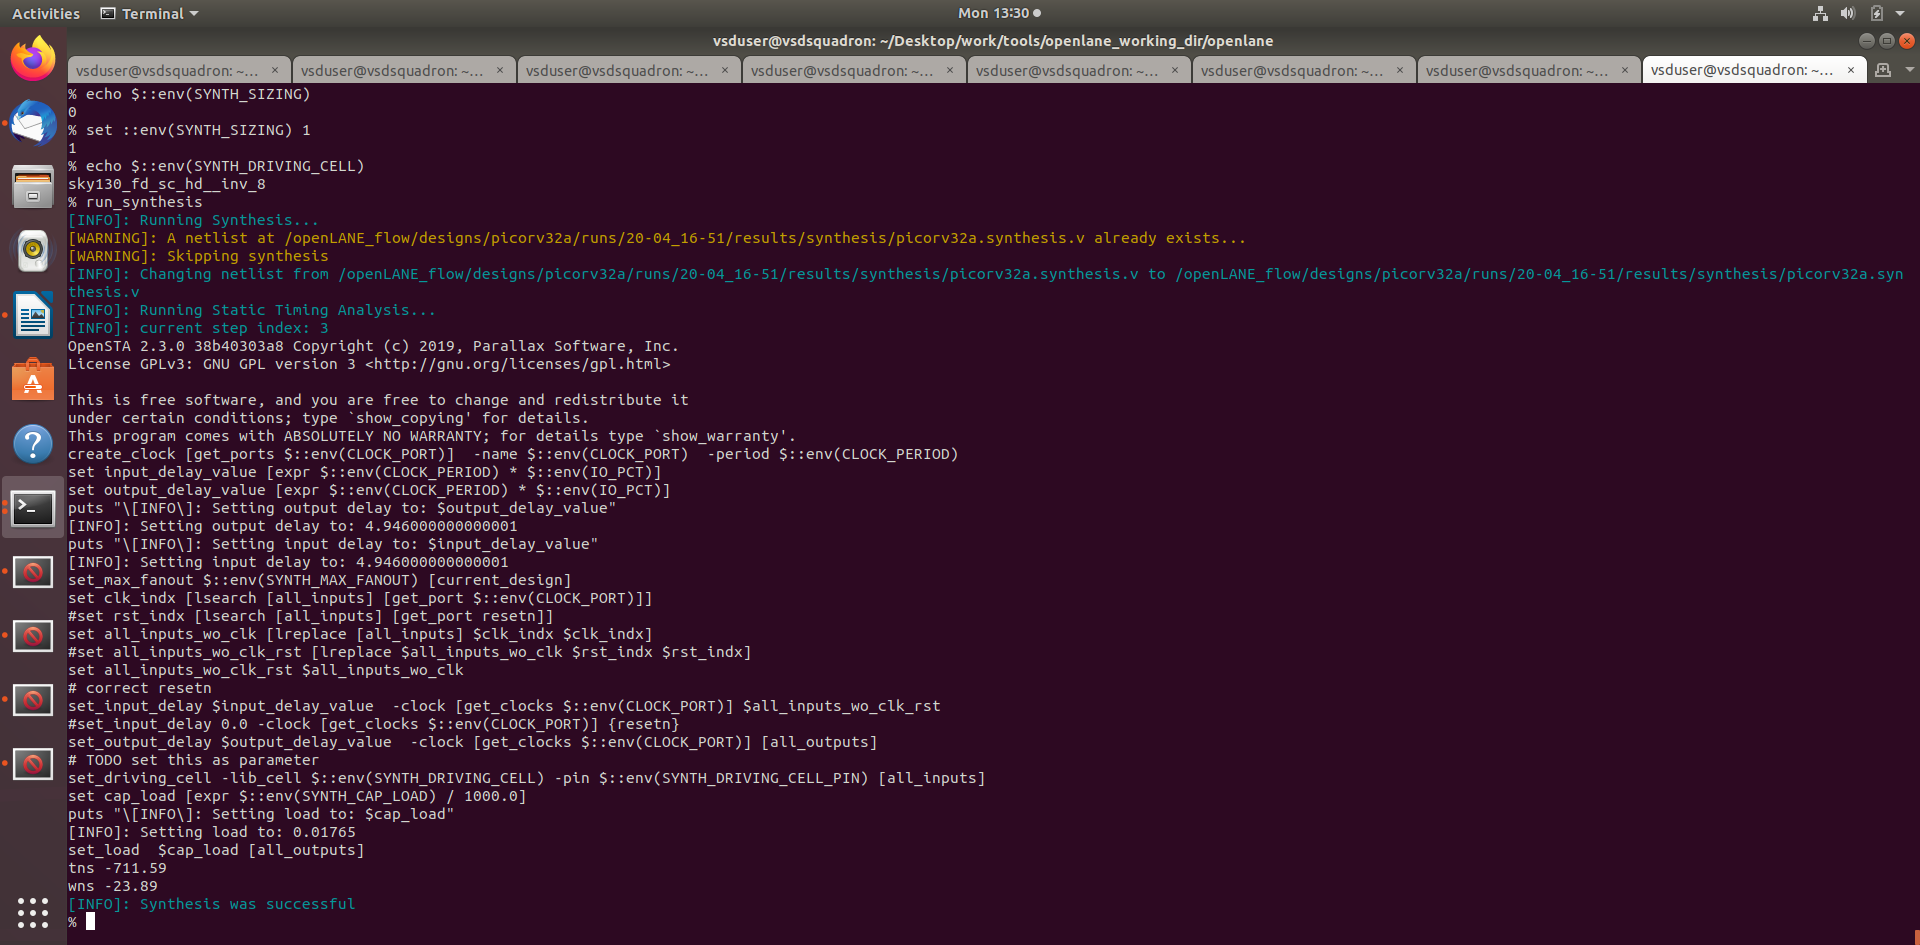 Activities Terminal Mon 13:30
vsduser@vsdsquadron: ~/Desktop/work/tools/openlane_working_dir/openlane
vsduser@vsdsquadron: ~... × vsduser@vsdsquadron: ~... × vsduser@vsdsquadron: ~... × vsduser@vsdsquadron: ~... × vsduser@vsdsquadron: ~... × vsduser@vsdsquadron: ~... × vsduser@vsdsquadron: ~... × vsduser@vsdsquadron: ~... ×
% echo $::env(SYNTH_SIZING)
0
% set ::env(SYNTH_SIZING) 1
1
% echo $::env(SYNTH_DRIVING_CELL)
sky130_fd_sc_hd__inv_8
% run_synthesis
[INFO]: Running Synthesis...
[WARNING]: A netlist at /openLANE_flow/designs/picorv32a/runs/20-04_16-51/results/synthesis/picorv32a.synthesis.v already exists...
[WARNING]: Skipping synthesis
[INFO]: Changing netlist from /openLANE_flow/designs/picorv32a/runs/20-04_16-51/results/synthesis/picorv32a.synthesis.v to /openLANE_flow/designs/picorv32a/runs/20-04_16-51/results/synthesis/picorv32a.syn
thesis.v
[INFO]: Running Static Timing Analysis...
[INFO]: current step index: 3
OpenSTA 2.3.0 38b40303a8 Copyright (c) 2019, Parallax Software, Inc.
License GPLv3: GNU GPL version 3 <http://gnu.org/licenses/gpl.html>
This is free software, and you are free to change and redistribute it
under certain conditions; type `show_copying' for details.
This program comes with ABSOLUTELY NO WARRANTY; for details type `show_warranty'.
create_clock [get_ports $::env(CLOCK_PORT)]  -name $::env(CLOCK_PORT)  -period $::env(CLOCK_PERIOD)
set input_delay_value [expr $::env(CLOCK_PERIOD) * $::env(IO_PCT)]
set output_delay_value [expr $::env(CLOCK_PERIOD) * $::env(IO_PCT)]
puts "\[INFO\]: Setting output delay to: $output_delay_value"
[INFO]: Setting output delay to: 4.946000000000001
puts "\[INFO\]: Setting input delay to: $input_delay_value"
[INFO]: Setting input delay to: 4.946000000000001
set_max_fanout $::env(SYNTH_MAX_FANOUT) [current_design]
set clk_indx [lsearch [all_inputs] [get_port $::env(CLOCK_PORT)]]
#set rst_indx [lsearch [all_inputs] [get_port resetn]]
set all_inputs_wo_clk [lreplace [all_inputs] $clk_indx $clk_indx]
#set all_inputs_wo_clk_rst [lreplace $all_inputs_wo_clk $rst_indx $rst_indx]
set all_inputs_wo_clk_rst $all_inputs_wo_clk
# correct resetn
set_input_delay $input_delay_value  -clock [get_clocks $::env(CLOCK_PORT)] $all_inputs_wo_clk_rst
#set_input_delay 0.0 -clock [get_clocks $::env(CLOCK_PORT)] {resetn}
set_output_delay $output_delay_value  -clock [get_clocks $::env(CLOCK_PORT)] [all_outputs]
# TODO set this as parameter
set_driving_cell -lib_cell $::env(SYNTH_DRIVING_CELL) -pin $::env(SYNTH_DRIVING_CELL_PIN) [all_inputs]
set cap_load [expr $::env(SYNTH_CAP_LOAD) / 1000.0]
puts "\[INFO\]: Setting load to: $cap_load"
[INFO]: Setting load to: 0.01765
set_load  $cap_load [all_outputs]
tns -711.59
wns -23.89
[INFO]: Synthesis was successful
%